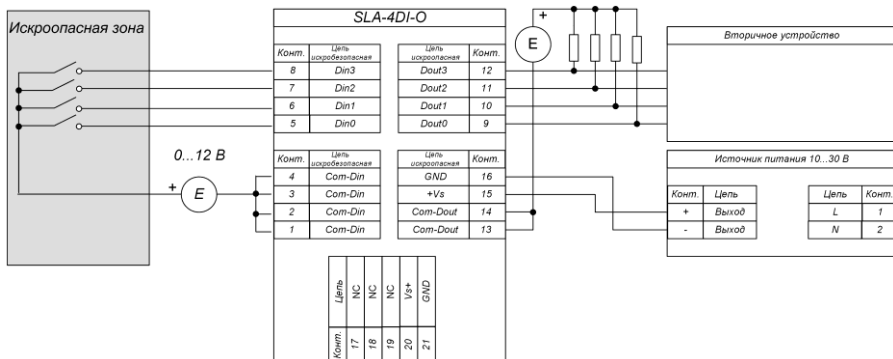 SLA-4DI-O
Искроопасная зона
Конт. Цепь искробезопасная
8 Din3
7 Din2
6 Din1
5 Din0
Цепь искроопасная Конт.
Dout3 12
Dout2 11
Dout1 10
Dout0 9
+
E
Вторичное устройство
0...12 В
+
E
Конт. Цепь искробезопасная
4 Com-Din
3 Com-Din
2 Com-Din
1 Com-Din
Цепь искроопасная Конт.
GND 16
+Vs 15
Com-Dout 14
Com-Dout 13
Источник питания 10...30 В
Конт. Цепь
+ Выход
- Выход
Цепь Конт.
L 1
N 2
Цепь NC NC NC Vs+ GND
Конт. 17 18 19 20 21